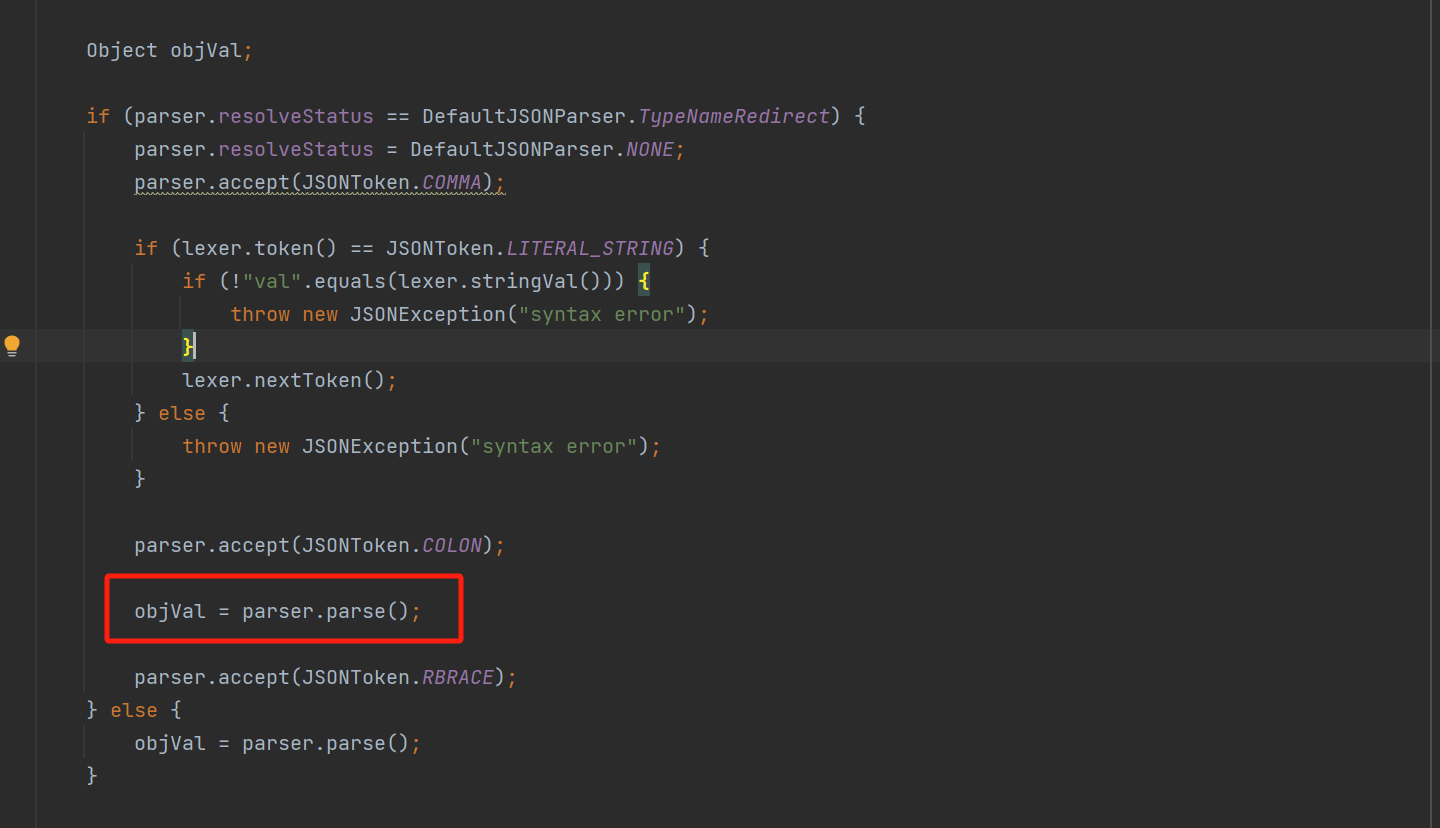 Object objVal;
if (parser.resolveStatus == DefaultJSONParser.TypeNameRedirect) {
parser.resolveStatus = DefaultJSONParser.NONE;
parser.accept(JSONToken.COMMA);
if (lexer.token() == JSONToken.LITERAL_STRING) {
if (!"val".equals(lexer.stringVal())) {
throw new JSONException("syntax error");
}
lexer.nextToken();
} else {
throw new JSONException("syntax error");
}
parser.accept(JSONToken.COLON);
objVal = parser.parse();
parser.accept(JSONToken.RBRACE);
} else {
objVal = parser.parse();
}